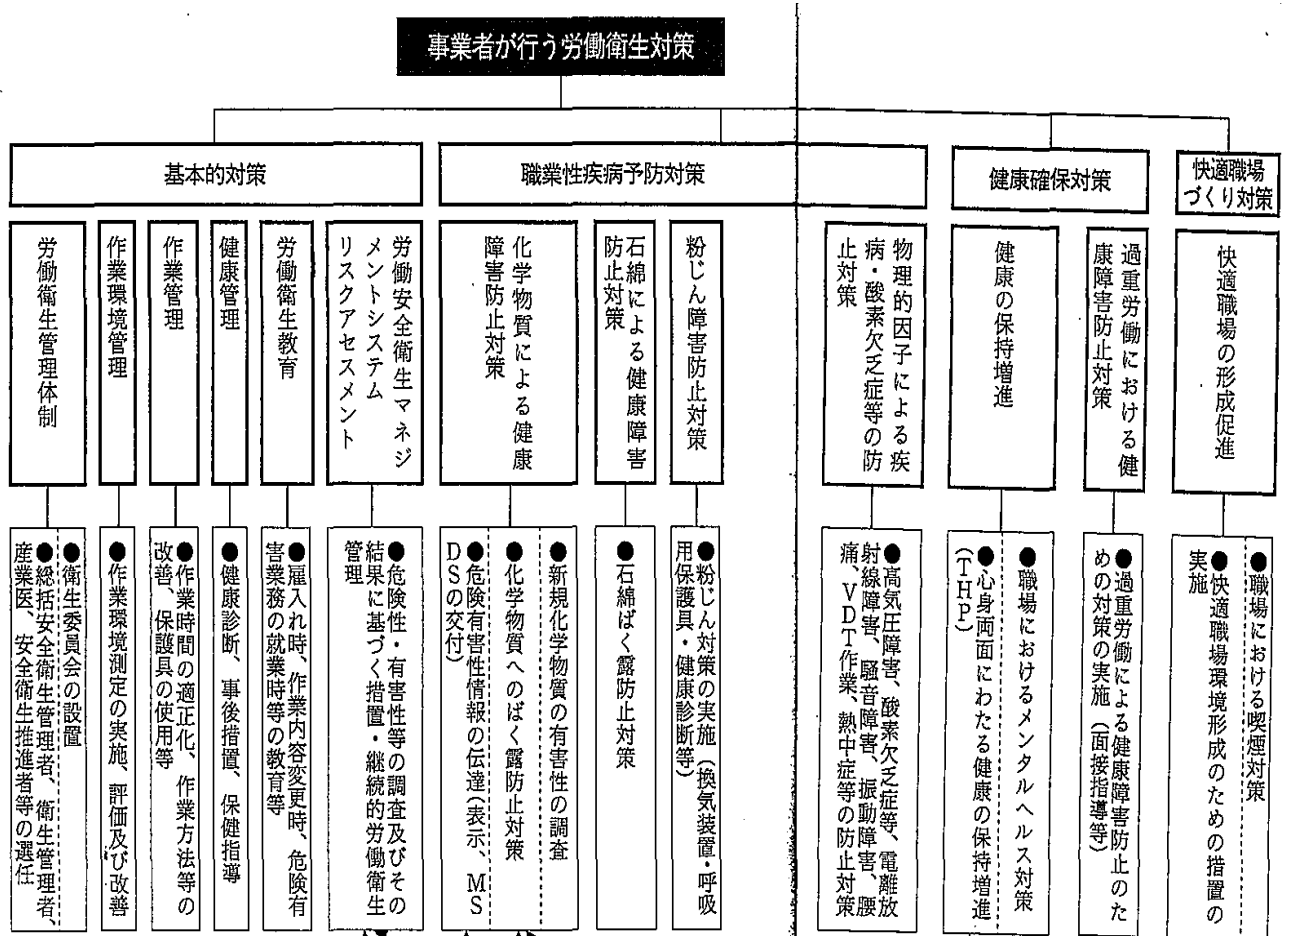 事業者が行う労働衛生対策
基本的対策
職業性疾病予防対策
健康確保対策
快適職場
づくり対策
労働衛生管理体制
作業環境管理
作業管理
健康管理
労働衛生教育
労働安全衛生マネジ
メントシステム
リスクアセスメント
化学物質による健康
障害防止対策
石綿による健康障害
防止対策
粉じん障害防止対策
物理的因子による疾
病・酸素欠乏症等の防
止対策
健康の保持増進
過重労働における健
康障害防止対策
快適職場の形成促進
●衛生委員会の設置
●総括安全衛生管理者、衛生管理者、
産業医、安全衛生推進者等の選任
●作業環境測定の実施、評価及び改善
●作業時間の適正化、作業方法等の
改善、保護具の使用等
●健康診断、事後措置、保健指導
●雇入れ時、作業内容変更時、危険有
害業務の就業時等の教育等
●危険性・有害性等の調査及びその
結果に基づく措置・継続的労働衛生
管理
●新規化学物質の有害性の調査
●化学物質へのばく露防止対策
●危険有害性情報の伝達(表示、MS
DSの交付)
●石綿ばく露防止対策
●粉じん対策の実施(換気装置・呼吸
用保護具・健康診断等)
●高気圧障害、酸素欠乏症等、電離放
射線障害、騒音障害、振動障害、腰
痛、VDT作業、熱中症等の防止対策
●職場におけるメンタルヘルス対策
●心身両面にわたる健康の保持増進
(THP)
●過重労働による健康障害防止のた
めの対策の実施(面接指導等)
●職場における喫煙対策
●快適職場環境形成のための措置の
実施